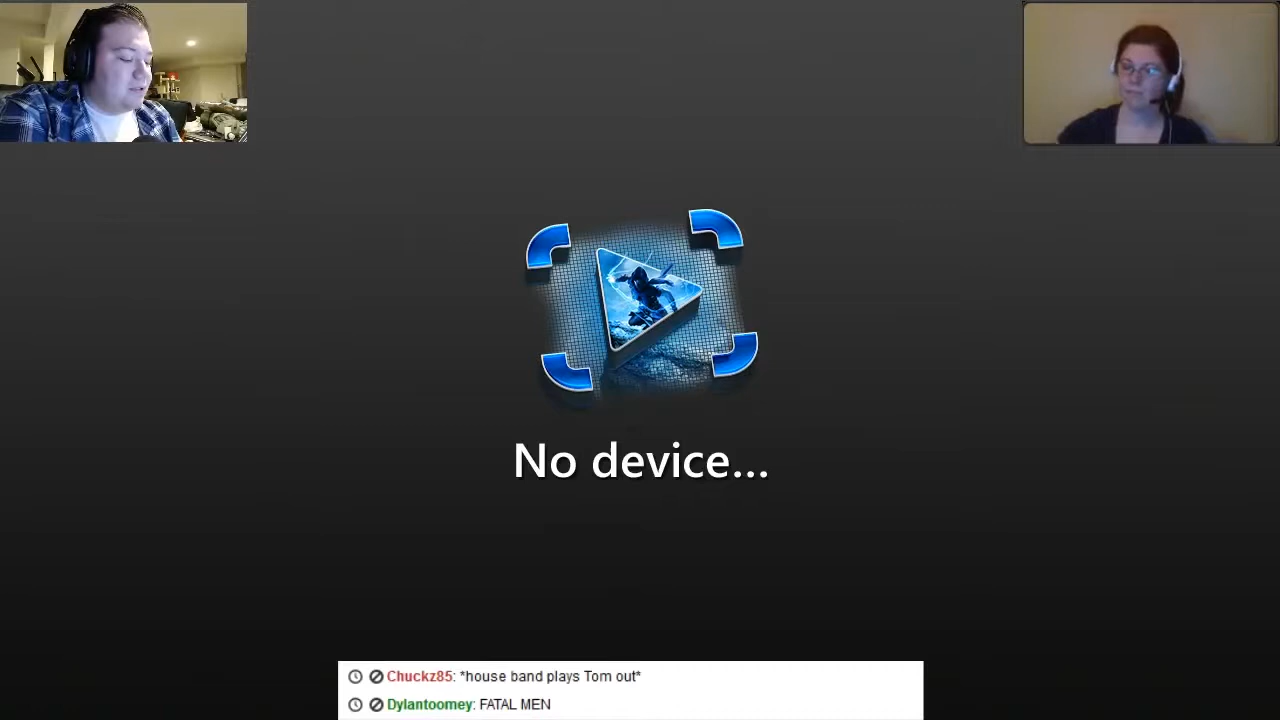 No device...
Chuckz85: *house band plays Tom out*
Dylantoomey: FATAL MEN